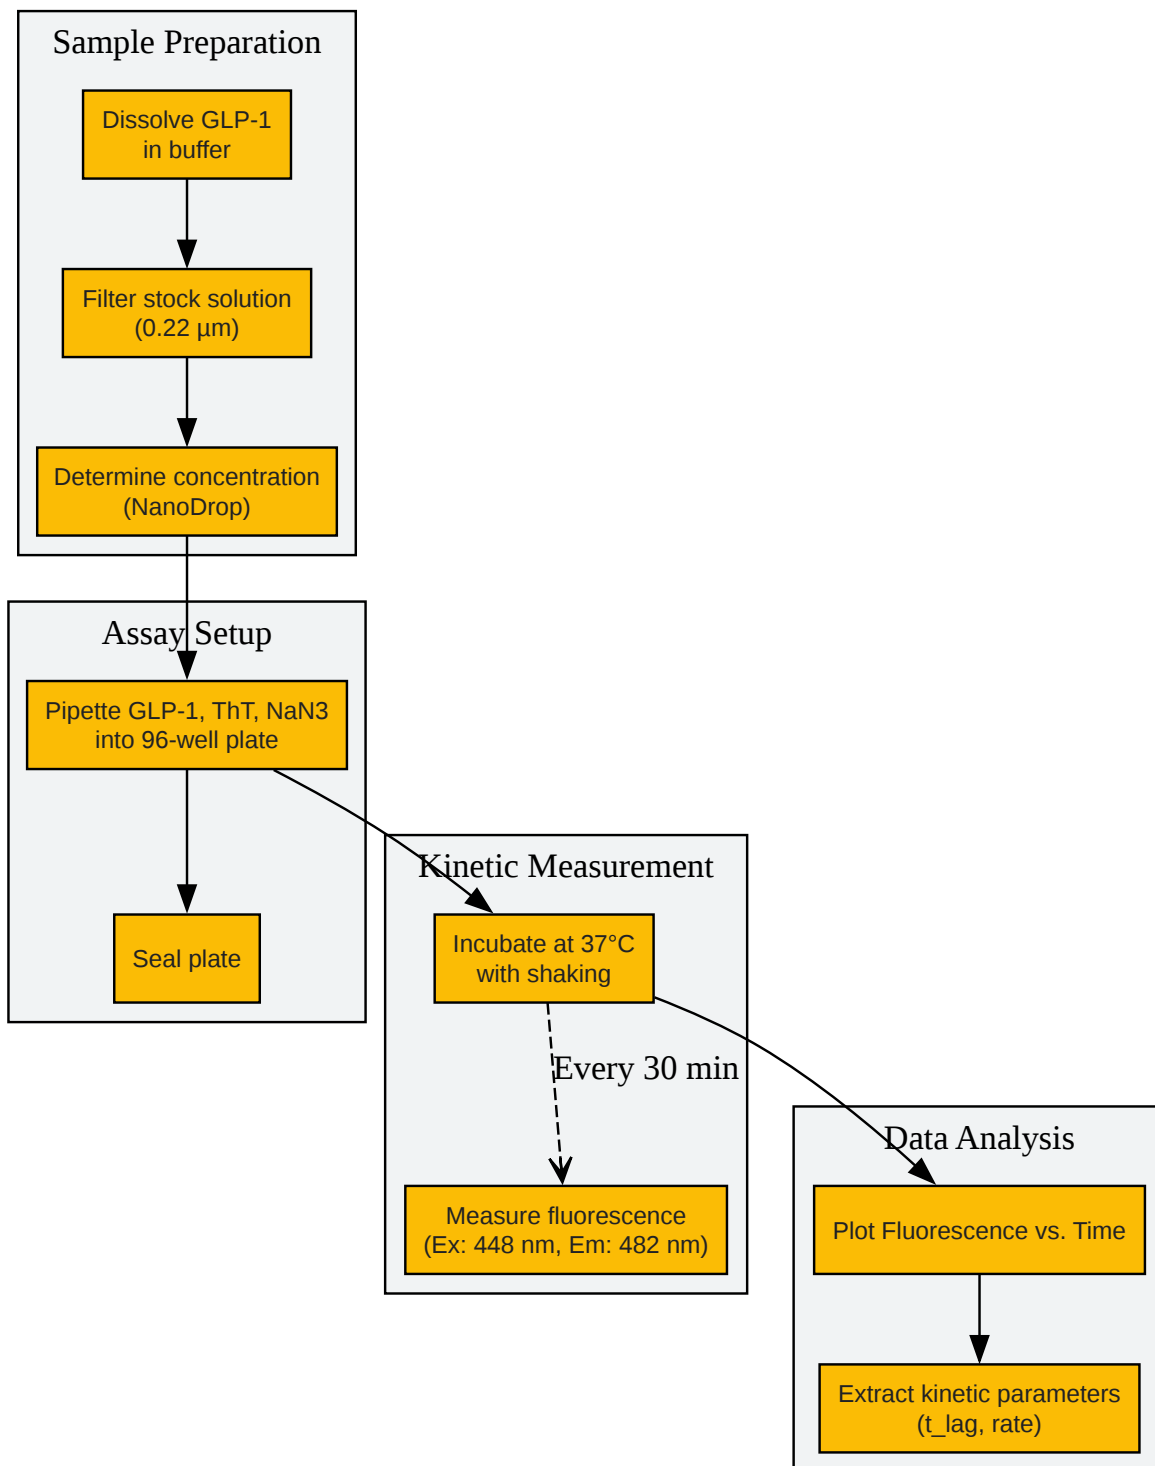 Sample Preparation
Dissolve GLP-1
in buffer
Filter stock solution
(0.22 µm)
Determine concentration
(NanoDrop)
Assay Setup
Pipette GLP-1, ThT, NaN3
into 96-well plate
Seal plate
Kinetic Measurement
Incubate at 37°C
with shaking
Every 30 min
Measure fluorescence
(Ex: 448 nm, Em: 482 nm)
Data Analysis
Plot Fluorescence vs. Time
Extract kinetic parameters
(t_lag, rate)